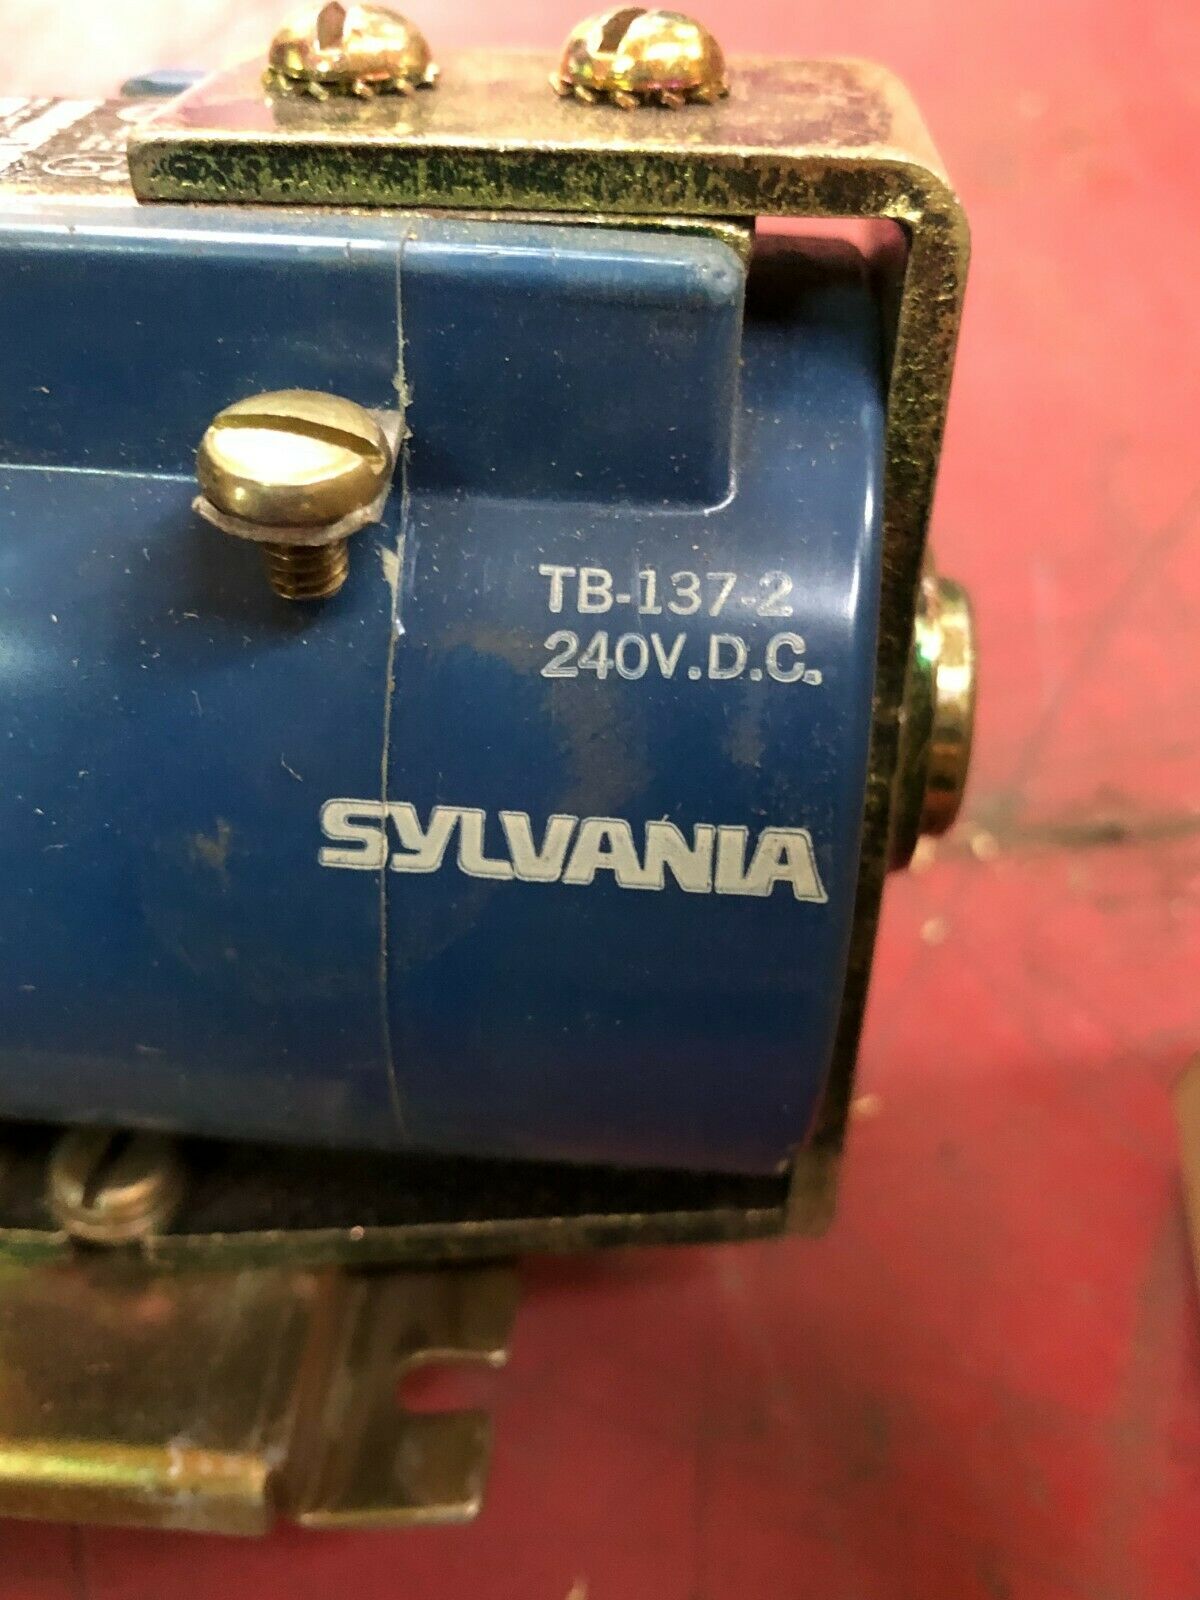 TB-137-2
240V.D.C.
SYLVANIA